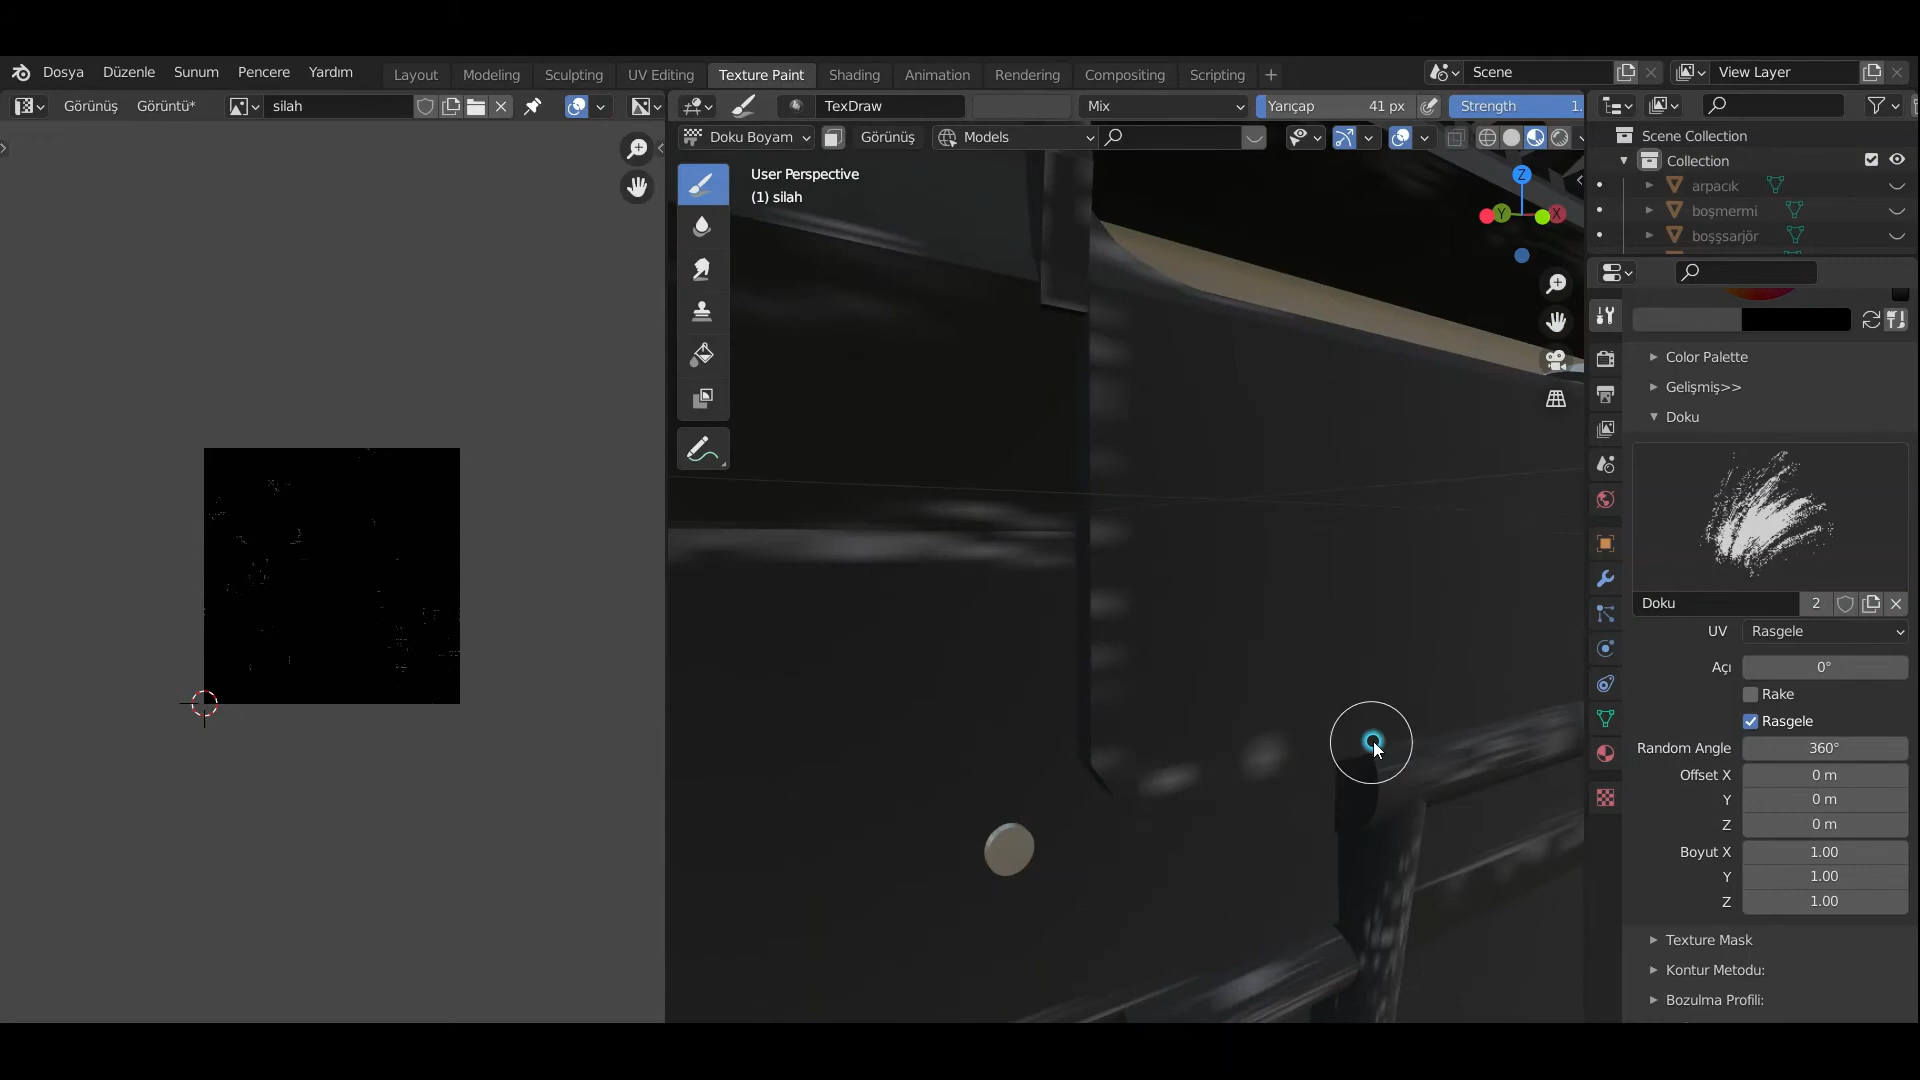 Dosya Düzenle Sunum Pencere Yardım Layout Modeling Sculpting UV Editing Texture Paint Shading Animation Rendering Compositing Scripting + Scene View Layer
Görünüş Görüntü* silah TexDraw Mix Yarıçap 41 px Strength 1.
Doku Boyam Görünüş Models
User Perspective
(1) silah
Z
Y X
Scene Collection
Collection
arpacık
boşmermi
boşşsarjör
Color Palette
Gelişmiş>>
Doku
Doku 2
UV Rasgele
Açı 0°
Rake
Rasgele
Random Angle 360°
Offset X 0 m
Y 0 m
Z 0 m
Boyut X 1.00
Y 1.00
Z 1.00
Texture Mask
Kontur Metodu:
Bozulma Profili: